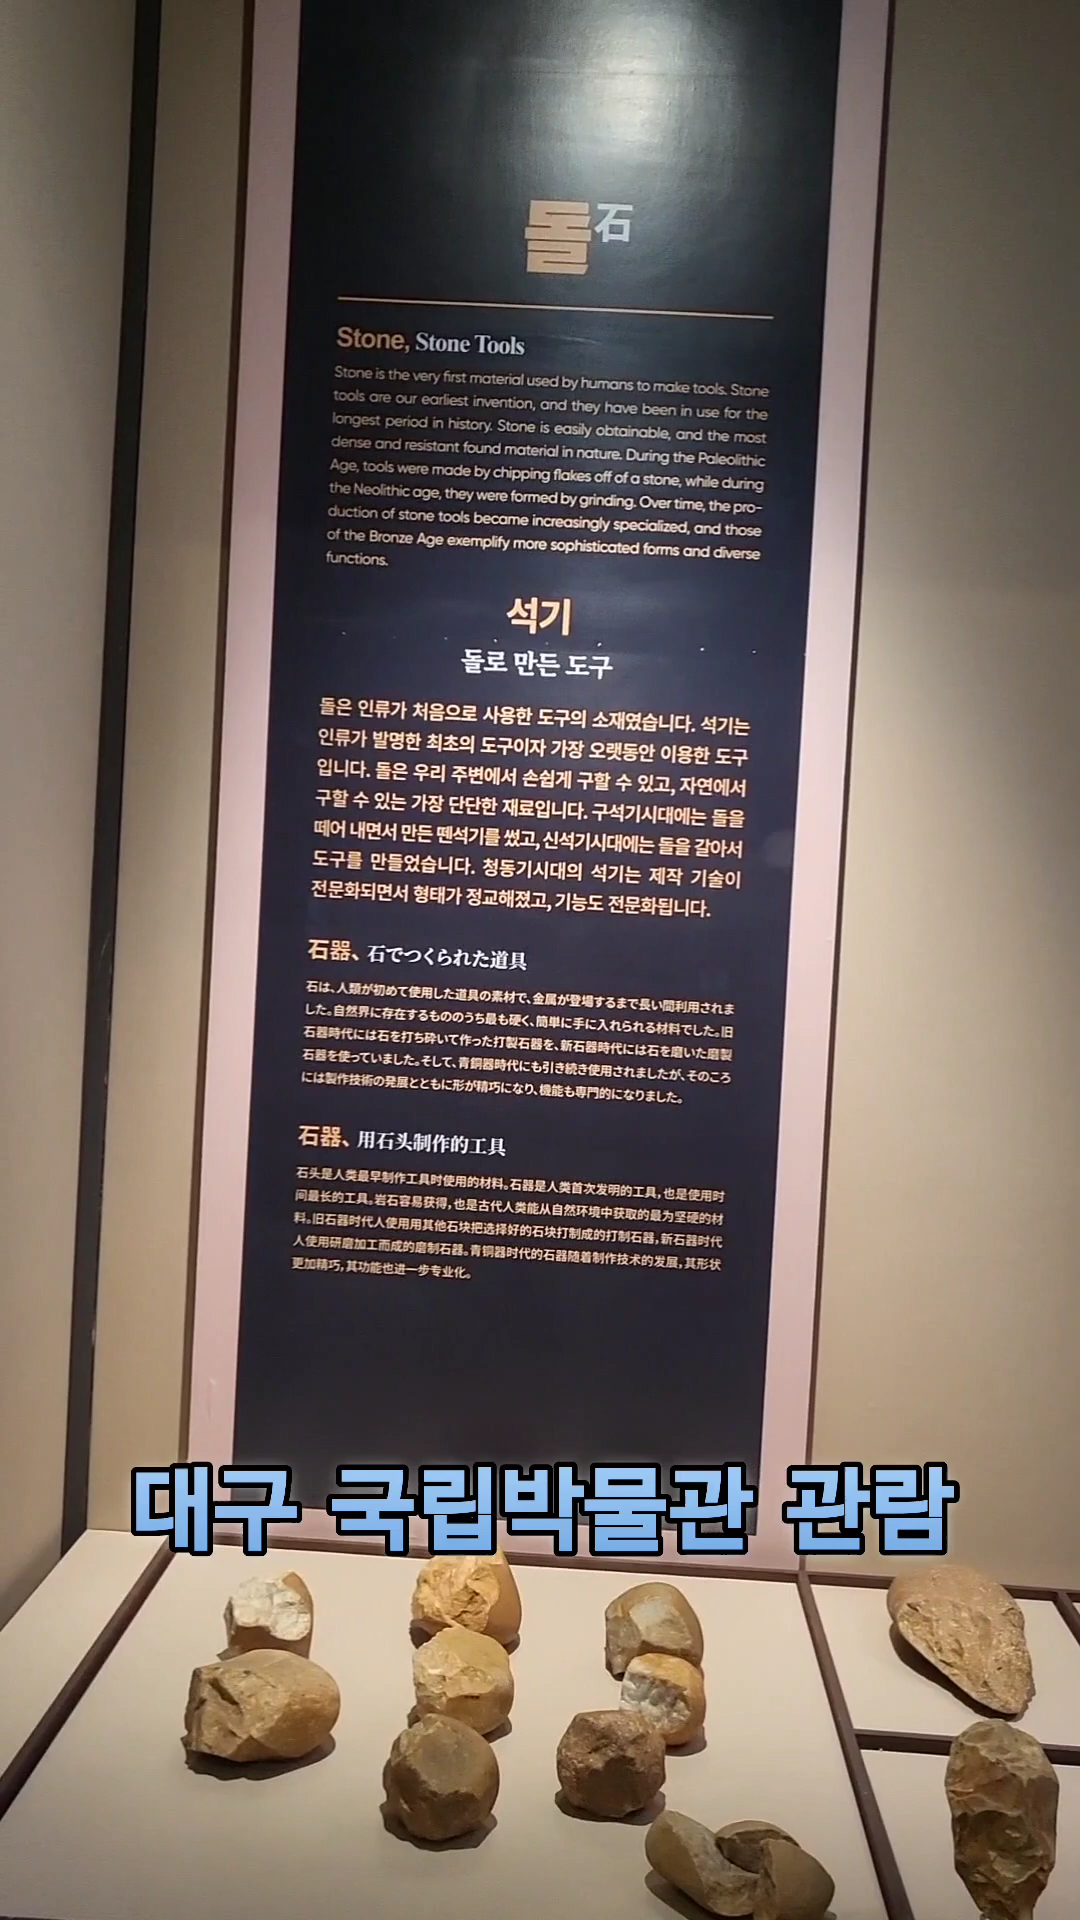 돌石
Stone, Stone Tools
Stone is the very first material used by humans to make tools. Stone
tools are our earliest invention, and they have been in use for the
longest period in history. Stone is easily obtainable, and the most
dense and resistant found material in nature. During the Paleolithic
Age, tools were made by chipping flakes off of a stone, while during
the Neolithic age, they were formed by grinding. Over time, the pro-
duction of stone tools became increasingly specialized, and those
of the Bronze Age exemplify more sophisticated forms and diverse
functions.
석기
돌로 만든 도구
돌은 인류가 처음으로 사용한 도구의 소재였습니다. 석기는
인류가 발명한 최초의 도구이자 가장 오랫동안 이용한 도구
입니다. 돌은 우리 주변에서 손쉽게 구할 수 있고, 자연에서
구할 수 있는 가장 단단한 재료입니다. 구석기시대에는 돌을
떼어 내면서 만든 뗀석기를 썼고, 신석기시대에는 돌을 갈아서
도구를 만들었습니다. 청동기시대의 석기는 제작 기술이
전문화되면서 형태가 정교해졌고, 기능도 전문화됩니다.
石器、石でつくられた道具
石は、人類が初めて使用した道具の素材で、金属が登場するまで長い間利用されま
した。自然界に存在するもののうち最も硬く、簡単に手に入れられる材料でした。旧
石器時代には石を打ち砕いて作った打製石器を、新石器時代には石を磨いた磨製
石器を使っていました。そして、青銅器時代にも引き続き使用されましたが、そのころ
には製作技術の発展とともに形が精巧になり、機能も専門的になりました。
石器、用石头制作的工具
石头是人类最早制作工具时使用的材料。石器是人类首次发明的工具，也是使用时
间最长的工具。岩石容易获得，也是古代人类能从自然环境中获取的最为坚硬的材
料。旧石器时代人使用用其他石块把选择好的石块打制成的打制石器，新石器时代
人使用研磨加工而成的磨制石器。青铜器时代的石器随着制作技术的发展，其形状
更加精巧，其功能也进一步专业化。
대구 국립박물관 관람